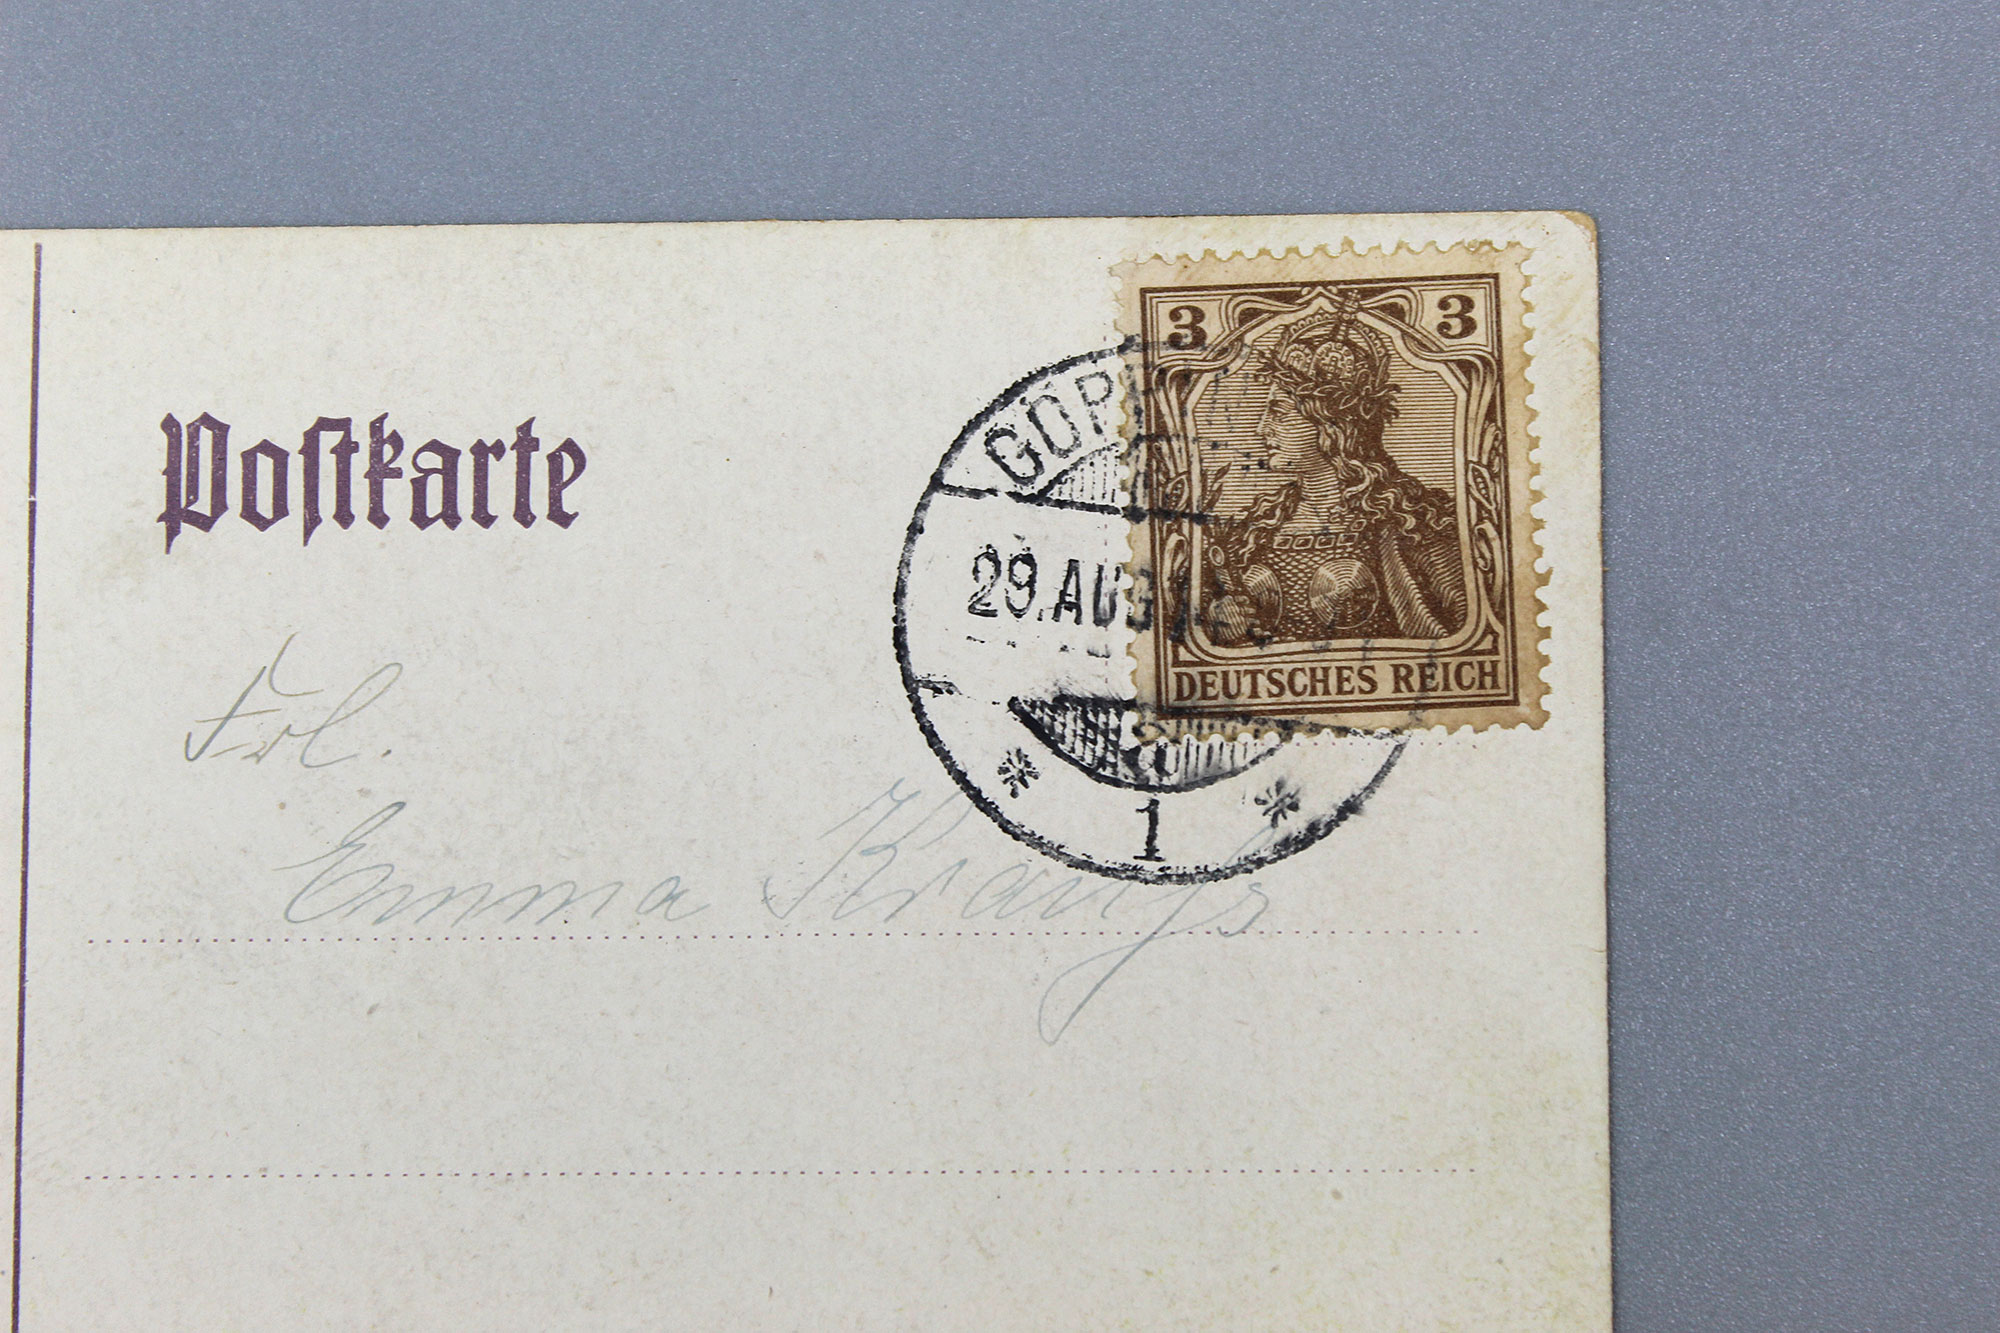 Postkarte
3 3
DEUTSCHES REICH
29. AUG
1
Frl.
Emma